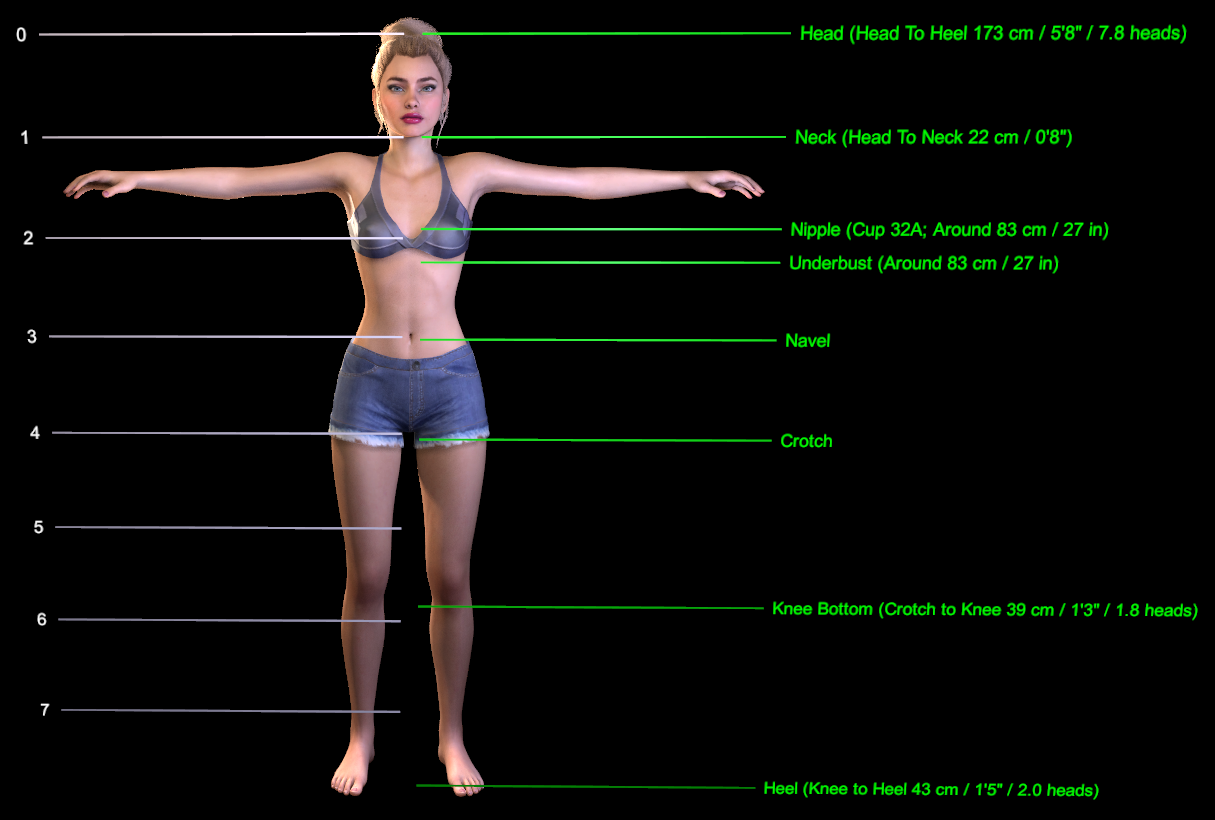 0
Head (Head To Heel 173 cm / 5'8" / 7.8 heads)
1
Neck (Head To Neck 22 cm / 0'8")
Nipple (Cup 32A; Around 83 cm / 27 in)
2
Underbust (Around 83 cm / 27 in)
3
Navel
4
Crotch
5
Knee Bottom (Crotch to Knee 39 cm / 1'3" / 1.8 heads)
6
7
Heel (Knee to Heel 43 cm / 1'5" / 2.0 heads)